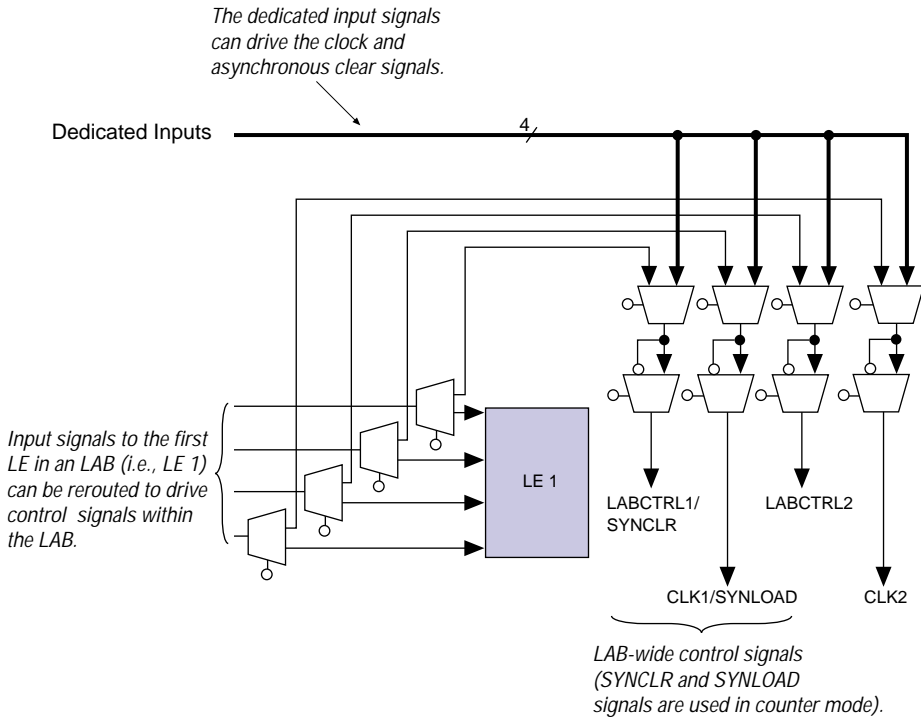 The dedicated input signals
can drive the clock and
asynchronous clear signals.
Dedicated Inputs
4
Input signals to the first
LE in an LAB (i.e., LE 1)
can be rerouted to drive
control signals within
the LAB.
LE 1
LABCTRL1/
SYNCLR
LABCTRL2
CLK1/SYNLOAD
CLK2
LAB-wide control signals
(SYNCLR and SYNLOAD
signals are used in counter mode).